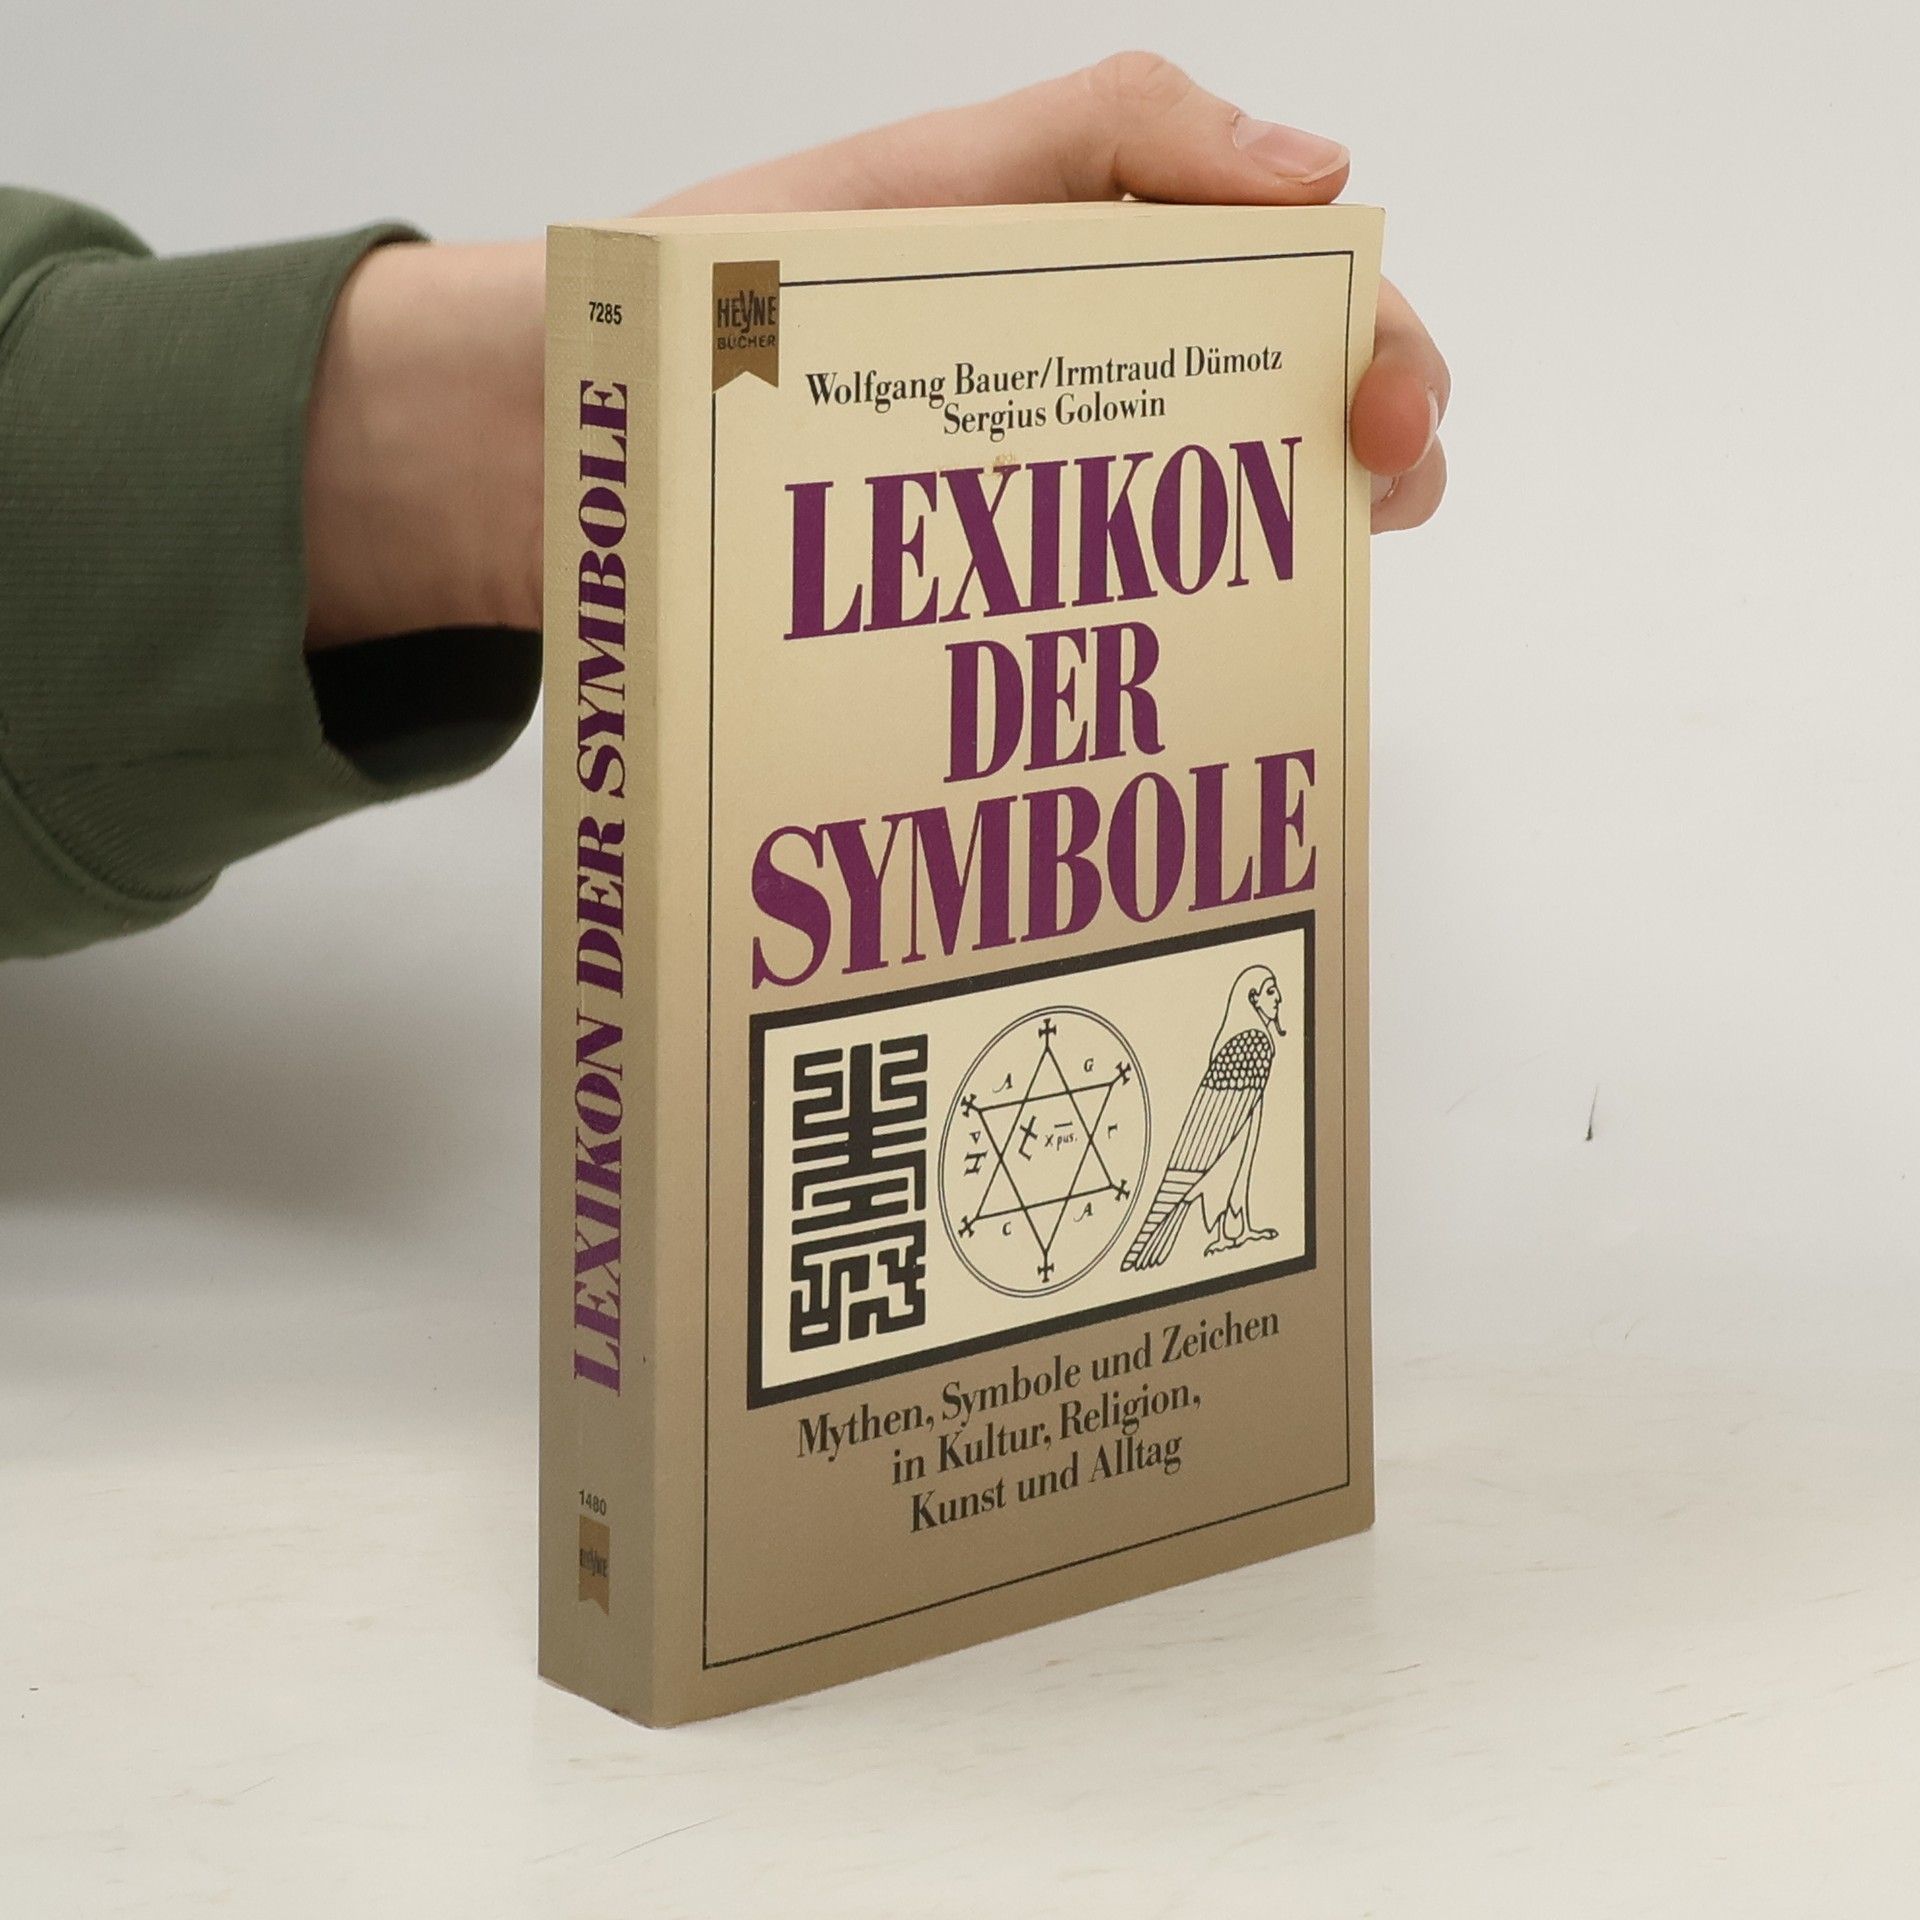 7285
LEXIKON DER SYMBOLE
1480
HEYNE
HEYNE
BÜCHER
Wolfgang Bauer/Irmtraud Dümotz
Sergius Golowin
LEXIKON
DER
SYMBOLE
A
G
L
A
C
X pus.
Mythen, Symbole und Zeichen
in Kultur, Religion,
Kunst und Alltag